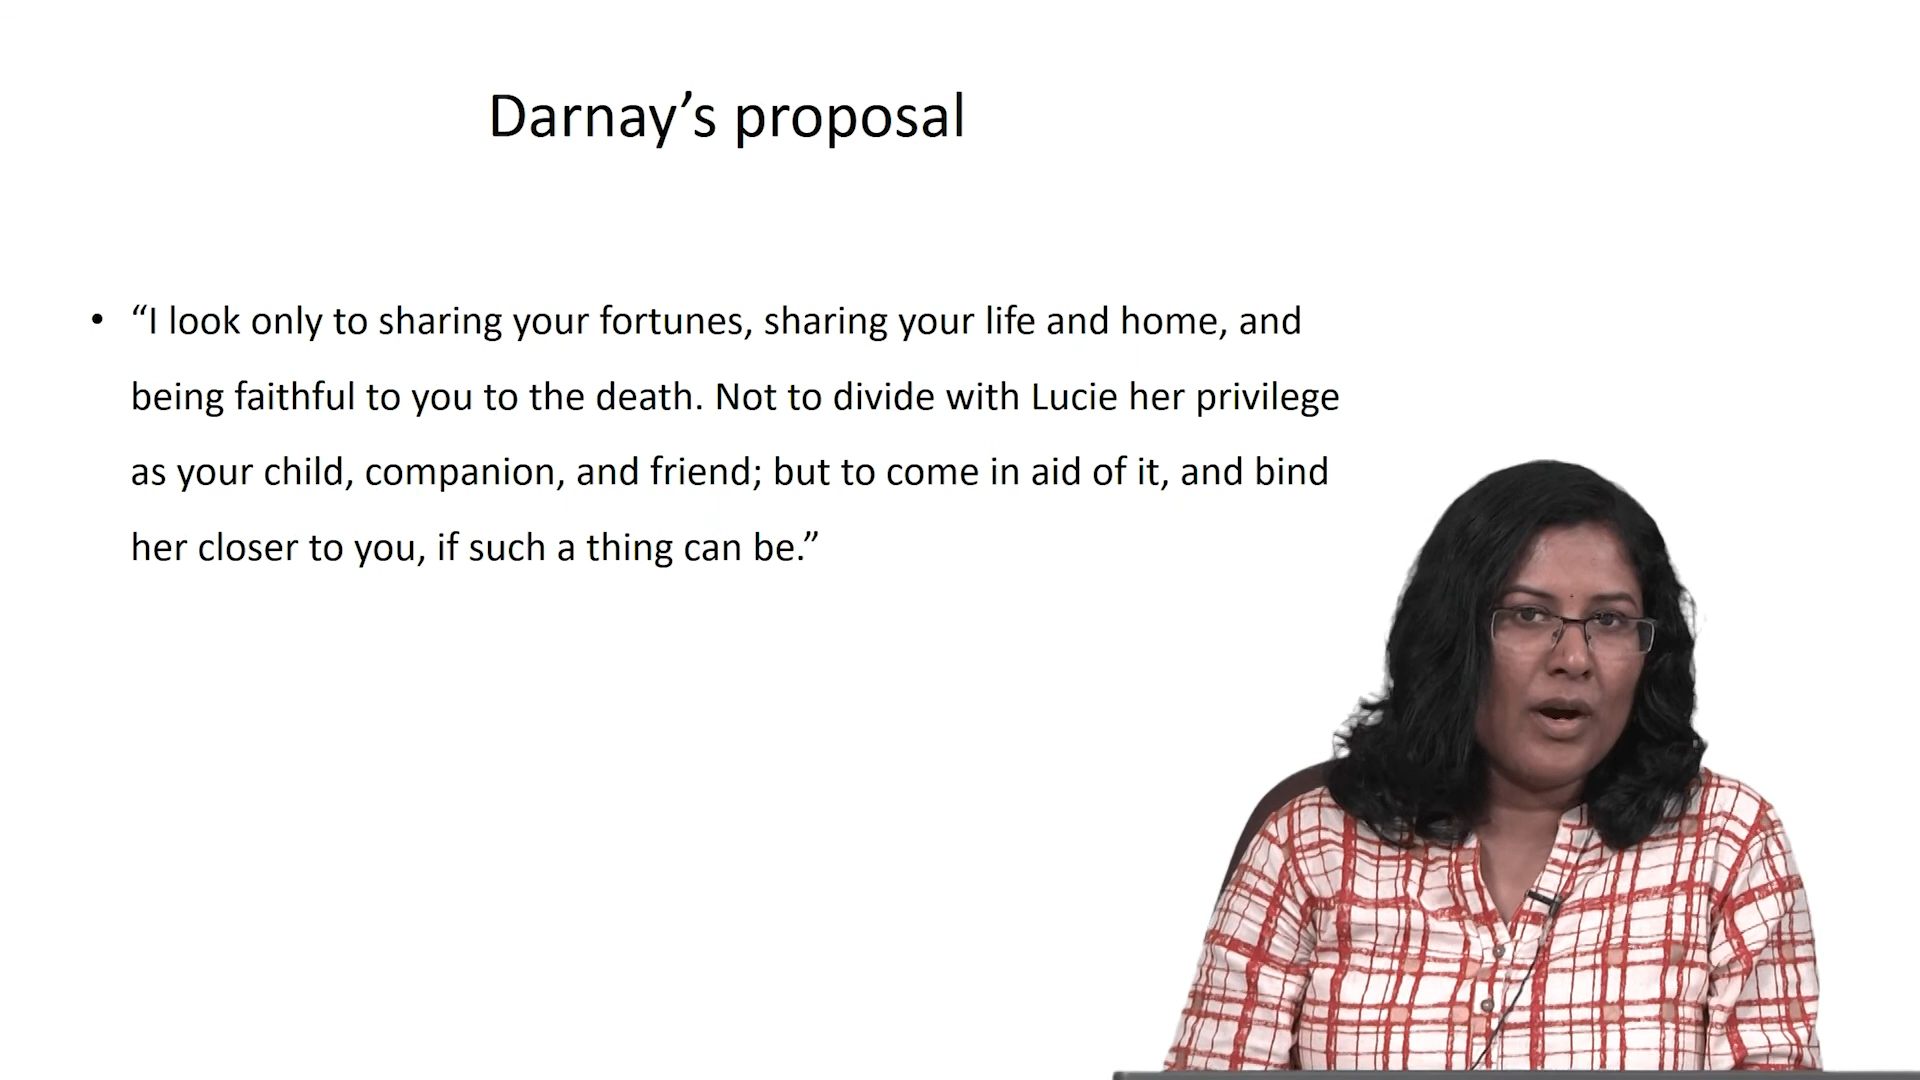 Darnay’s proposal
• “I look only to sharing your fortunes, sharing your life and home, and
being faithful to you to the death. Not to divide with Lucie her privilege
as your child, companion, and friend; but to come in aid of it, and bind
her closer to you, if such a thing can be.”